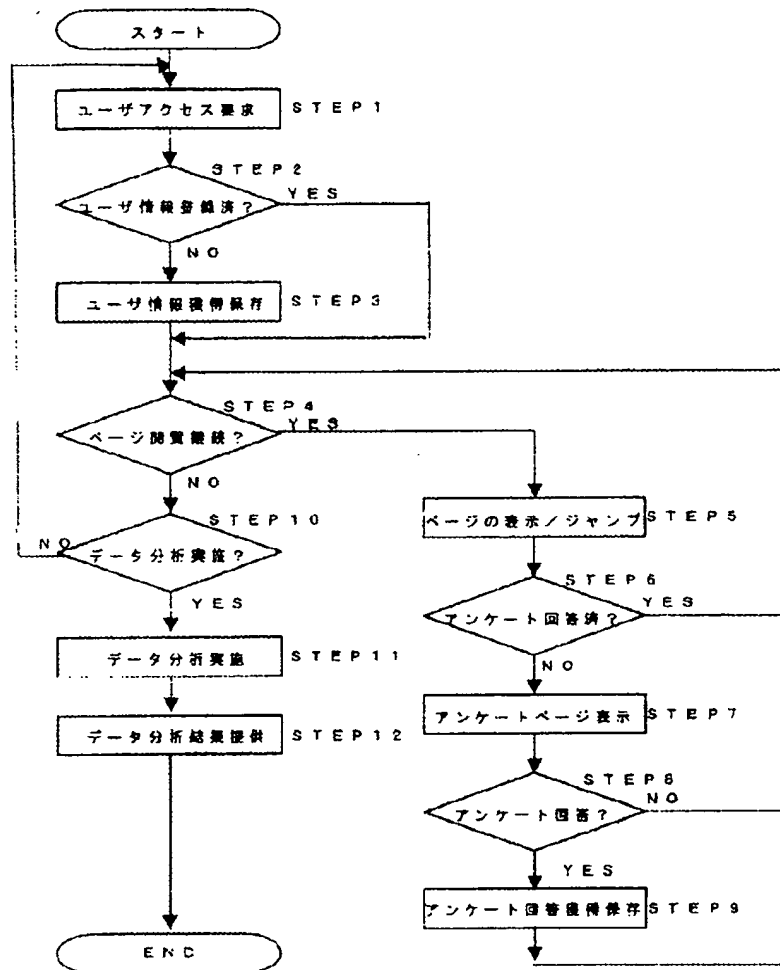 スタート
ユーザアクセス要求 STEP1
STEP2
ユーザ情報登録済？ YES
NO
ユーザ情報獲得保存 STEP3
STEP4
ページ閲覧継続？ YES
NO
STEP10
データ分析実施？ NO
YES
データ分析実施 STEP11
データ分析結果提供 STEP12
END
ページの表示／ジャンプ STEP5
STEP6
アンケート回答済？ YES
NO
アンケートページ表示 STEP7
STEP8
アンケート回答？ NO
YES
アンケート回答獲得保存 STEP9